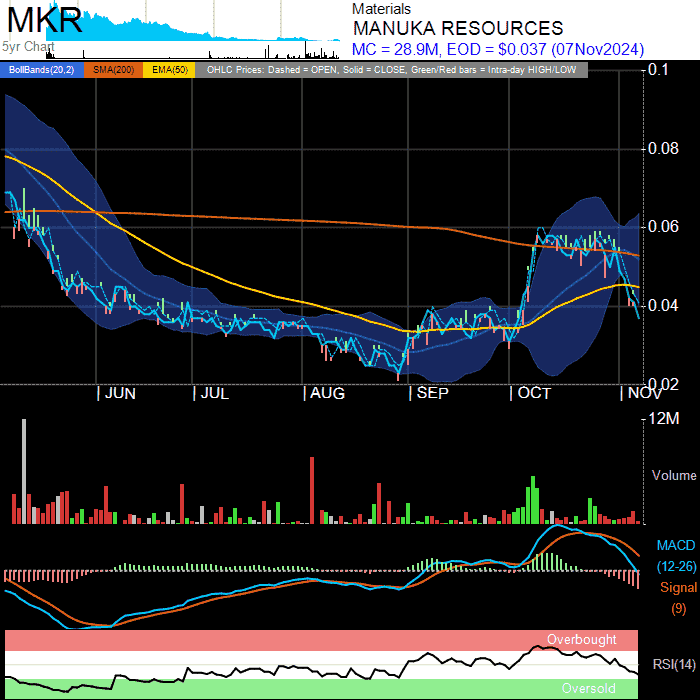 MKR
5yr Chart
Materials
MANUKA RESOURCES
MC = 28.9M, EOD = $0.037 (07Nov2024)
BollBands(20,2) SMA(200) EMA(50) OHLC Prices: Dashed = OPEN, Solid = CLOSE, Green/Red bars = Intra-day HIGH/LOW
0.1
0.08
0.06
0.04
0.02
JUN JUL AUG SEP OCT NOV
12M
Volume
MACD
(12-26)
Signal
(9)
Overbought
RSI(14)
Oversold